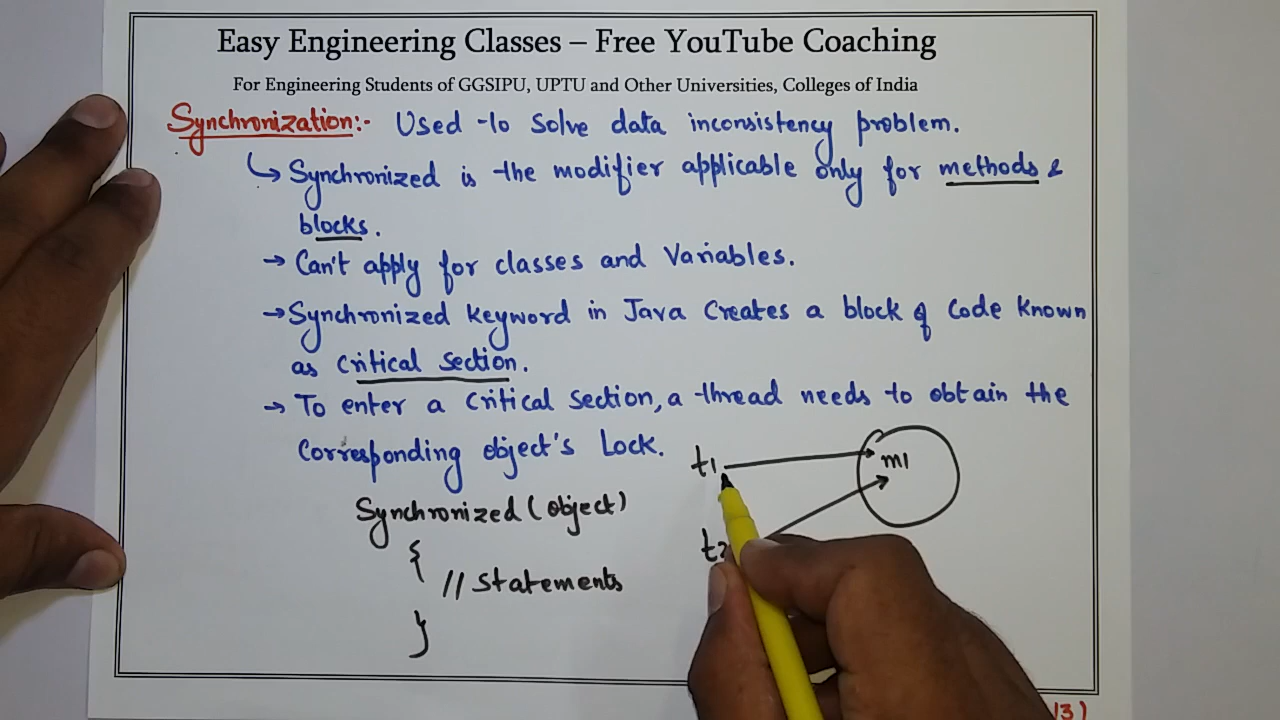 Easy Engineering Classes – Free YouTube Coaching
For Engineering Students of GGSIPU, UPTU and Other Universities, Colleges of India
Synchronization:- Used to solve data inconsistency problem.
↳ Synchronized is the modifier applicable only for methods &
blocks.
→ Can't apply for classes and Variables.
→ Synchronized keyword in Java Creates a block of Code known
as Critical Section.
→ To enter a Critical Section, a thread needs to obtain the
Corresponding object's Lock.
t1
m1
Synchronized (object)
t2
{
// Statements
}
13)